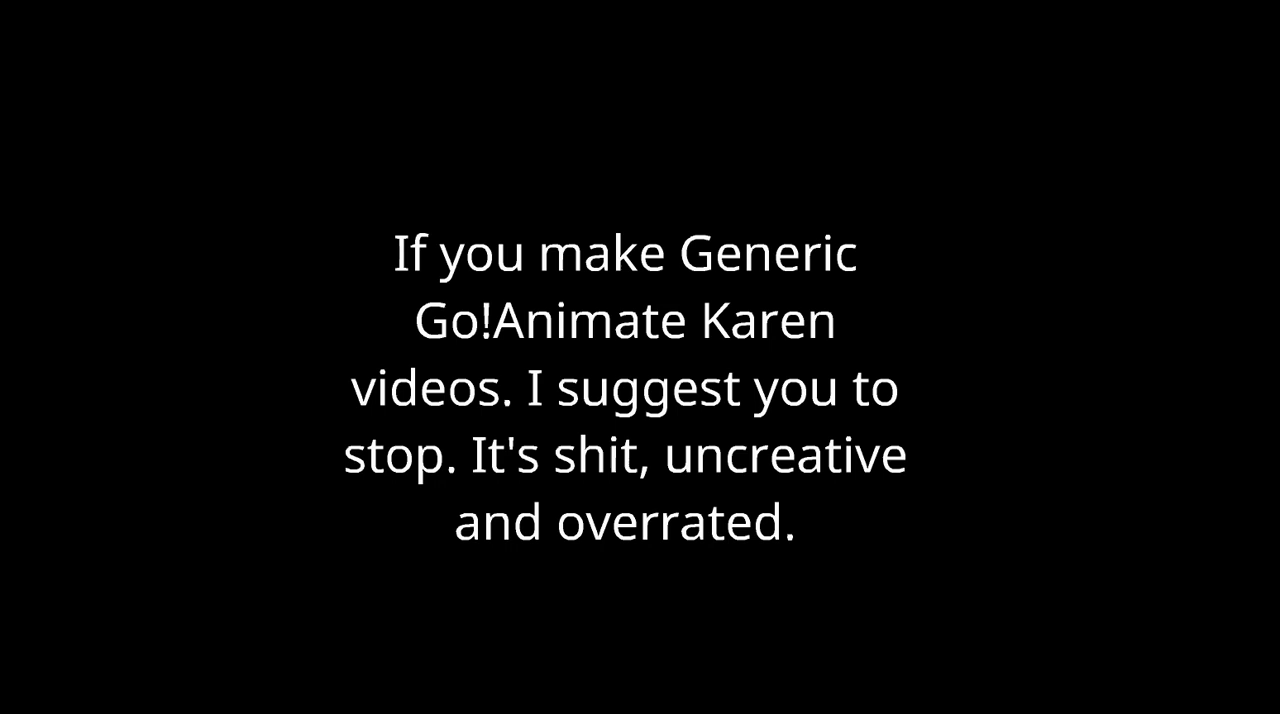 If you make Generic
Go!Animate Karen
videos. I suggest you to
stop. It's shit, uncreative
and overrated.